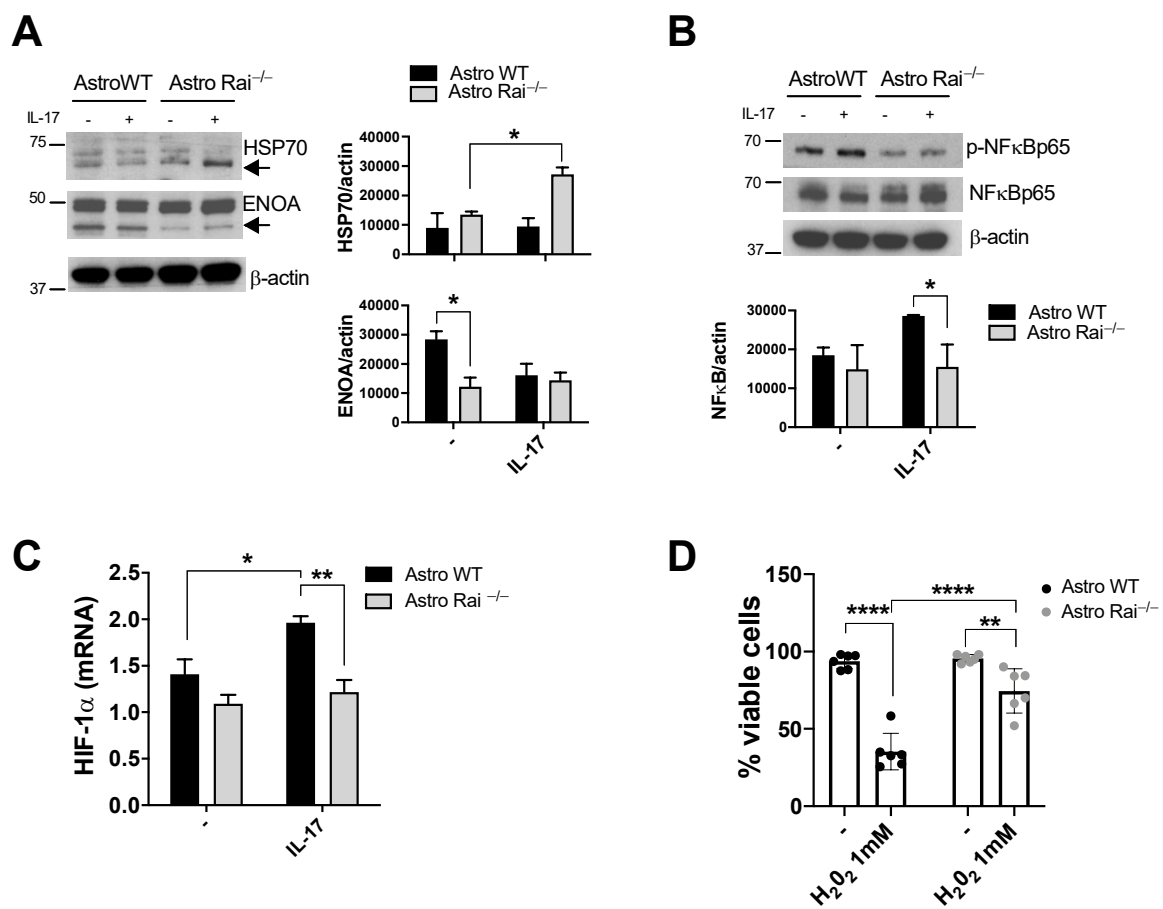 A
AstroWT Astro Rai–/–
IL-17 - + - +
75
HSP70
50
ENOA
37
β-actin
Astro WT
Astro Rai–/–
HSP70/actin
40000
30000
20000
10000
0
*
ENOA/actin
40000
30000
20000
10000
0
*
- IL-17
B
AstroWT Astro Rai–/–
IL-17 - + - +
70
p-NFκBp65
70
NFκBp65
37
β-actin
NFκB/actin
30000
20000
10000
0
*
Astro WT
Astro Rai–/–
- IL-17
C
HIF-1α (mRNA)
2.5
2.0
1.5
1.0
0.5
0.0
*
**
Astro WT
Astro Rai –/–
- IL-17
D
% viable cells
150
100
50
0
****
****
**
Astro WT
Astro Rai–/–
- H202 1mM - H202 1mM